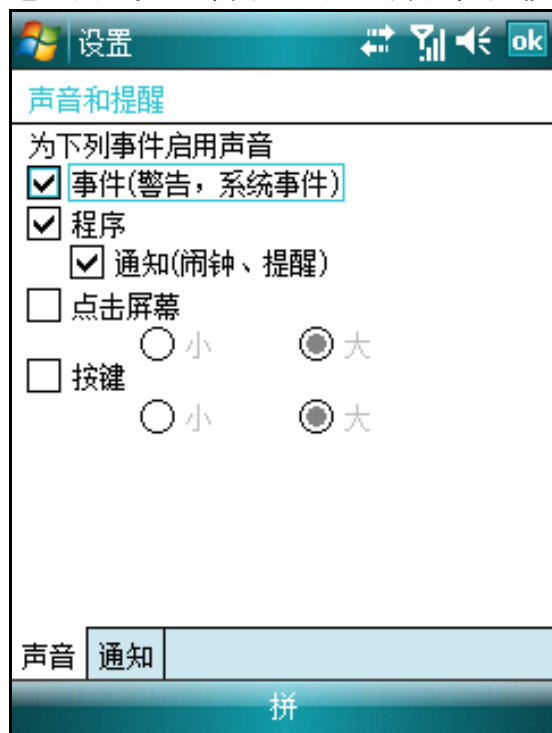 设置 ok
声音和提醒
为下列事件启用声音
事件(警告，系统事件)
程序
通知(闹钟、提醒)
点击屏幕
小 大
按键
小 大
声音 通知
拼